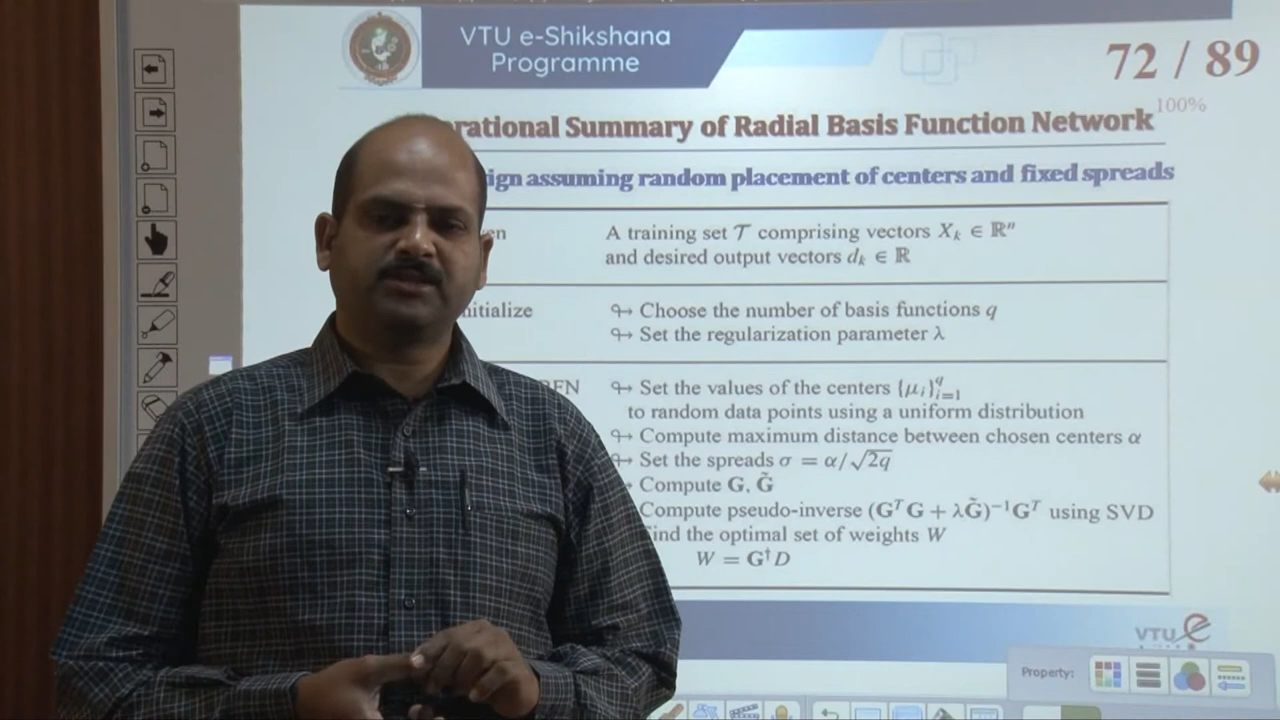 VTU e-Shikshana
Programme
72 / 89
100%
rational Summary of Radial Basis Function Network
ign assuming random placement of centers and fixed spreads
en
A training set 𝒯 comprising vectors Xₖ ∈ ℝⁿ
and desired output vectors dₖ ∈ ℝ
nitialize
↬ Choose the number of basis functions q
↬ Set the regularization parameter λ
BFN
↬ Set the values of the centers {μᵢ}^q_{i=1}
to random data points using a uniform distribution
↬ Compute maximum distance between chosen centers α
↬ Set the spreads σ = α/√2q
Compute G, G̃
Compute pseudo-inverse (GᵀG + λG̃)⁻¹Gᵀ using SVD
ind the optimal set of weights W
W = G†D
VTU e
Property: